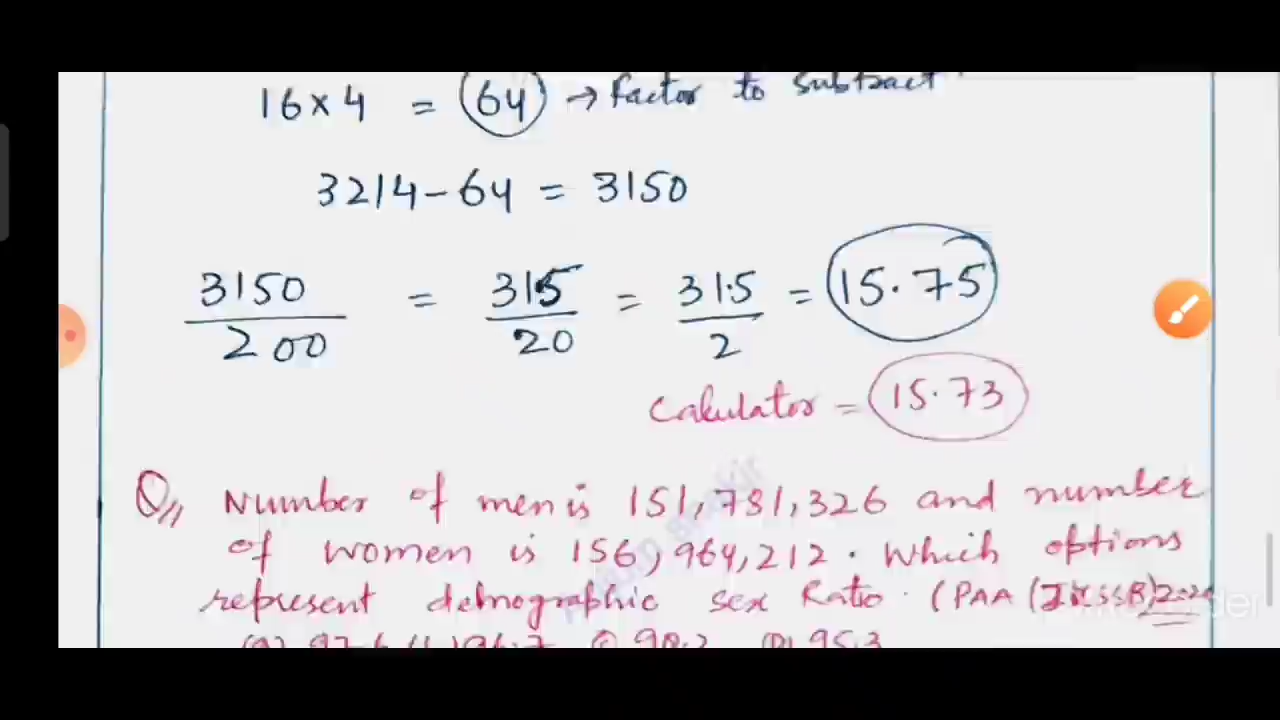 16×4 = 64 → factor to subtract
3214-64 = 3150
3150/200 = 315/20 = 31.5/2 = 15.75
Calculator = 15.73
Q// Number of men is 151,781,326 and number
of women is 156,964,212. Which options
represent demographic sex Ratio. (PAA (JKSSB) 2024